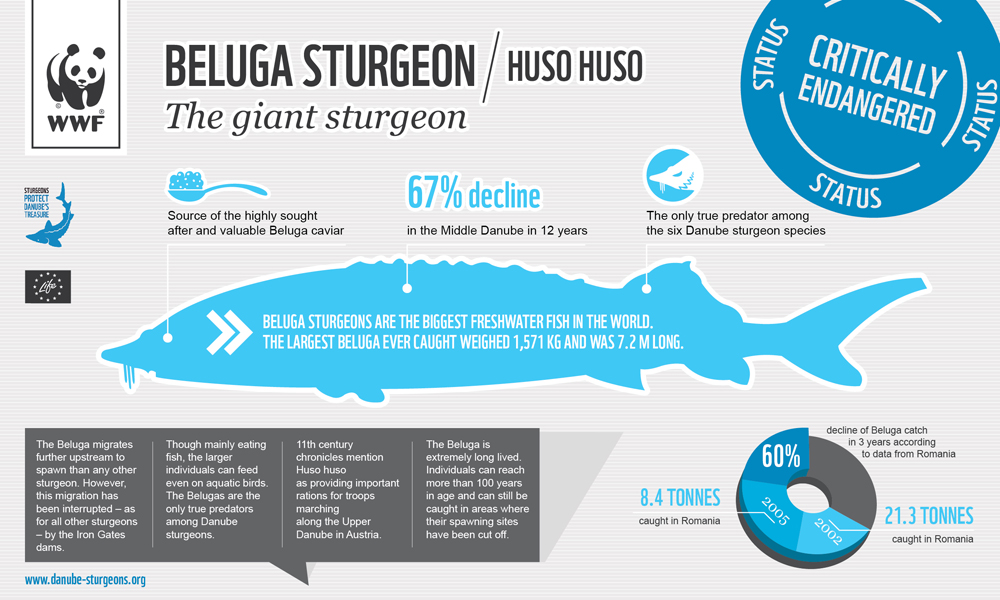 WWF
BELUGA STURGEON / HUSO HUSO
The giant sturgeon
STATUS
CRITICALLY
ENDANGERED
STATUS
STATUS
STURGEONS
PROTECT
DANUBE'S
TREASURE
Life
Source of the highly sought
after and valuable Beluga caviar
67% decline
in the Middle Danube in 12 years
The only true predator among
the six Danube sturgeon species
BELUGA STURGEONS ARE THE BIGGEST FRESHWATER FISH IN THE WORLD.
THE LARGEST BELUGA EVER CAUGHT WEIGHED 1,571 KG AND WAS 7.2 M LONG.
The Beluga migrates
further upstream to
spawn than any other
sturgeon. However,
this migration has
been interrupted – as
for all other sturgeons
– by the Iron Gates
dams.
Though mainly eating
fish, the larger
individuals can feed
even on aquatic birds.
The Belugas are the
only true predators
among Danube
sturgeons.
11th century
chronicles mention
Huso huso
as providing important
rations for troops
marching
along the Upper
Danube in Austria.
The Beluga is
extremely long lived.
Individuals can reach
more than 100 years
in age and can still be
caught in areas where
their spawning sites
have been cut off.
decline of Beluga catch
in 3 years according
to data from Romania
60%
8.4 TONNES
caught in Romania
2005
2002
21.3 TONNES
caught in Romania
www.danube-sturgeons.org